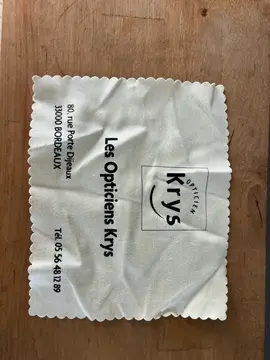 Krys
OPTICIEN
Les Opticiens Krys
80, rue Porte Dijeaux
33000 BORDEAUX
Tél. 05 56 48 12 89